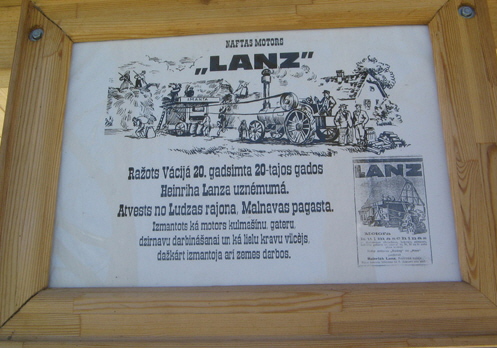 NAFTAS MOTORS
„LANZ”
IMANTA
Ražots Vācijā 20. gadsimta 20-tajos gados
Heinriha Lanza uzņēmumā.
Atvests no Ludzas rajona, Malnavas pagasta.
Izmantots kā motors kuļmašīnu, gateru,
dzirnavu darbināšanai un kā lielu kravu vilcējs,
dažkārt izmantoja arī zemes darbos.
LANZ